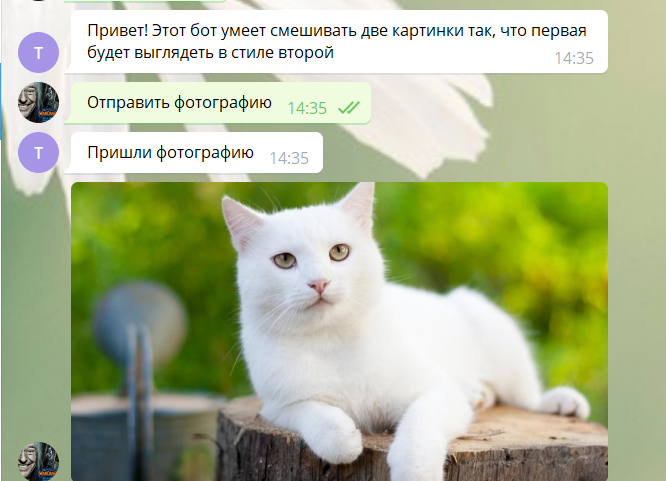 Привет! Этот бот умеет смешивать две картинки так, что первая
будет выглядеть в стиле второй
14:35
Т
Отправить фотографию 14:35
Т
Пришли фотографию 14:35